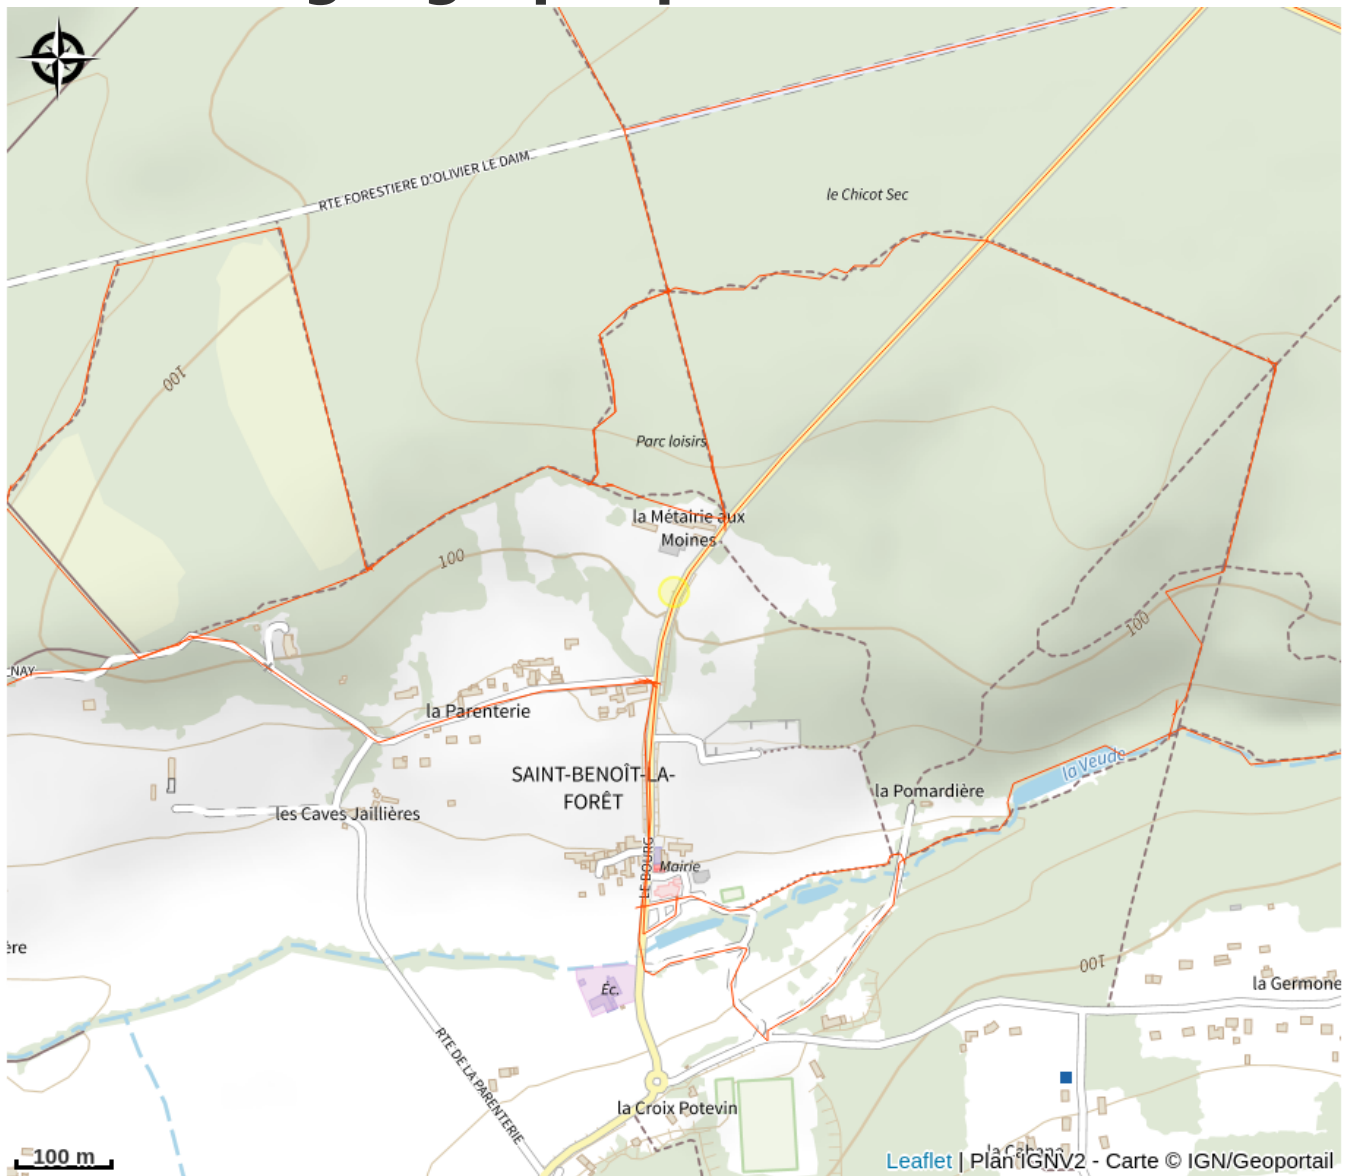 RTE FORESTIERE D'OLIVIER LE DAIM
le Chicot Sec
100
Parc loisirs
la Métairie aux
Moines
100
100
la Parenterie
SAINT-BENOÎT-LA-
FORÊT
la Veude
la Pomardière
les Caves Jaillières
LE BOURG
Mairie
ère
100
Éc.
la Germone
RTE DE LA PARENTERIE
la Croix Potevin
100 m
Leaflet | Plan IGNV2 - Carte © IGN/Geoportail